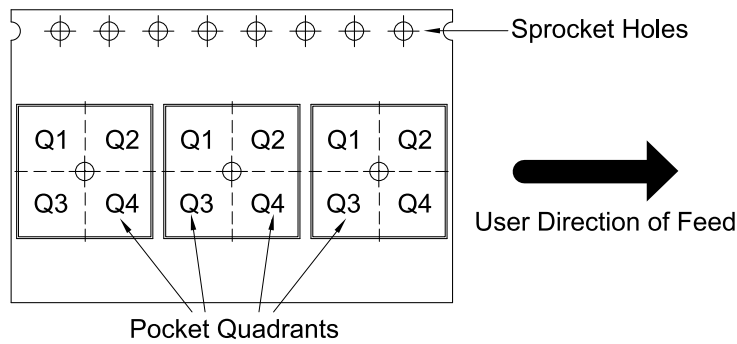 Sprocket Holes
Q1 Q2 Q1 Q2 Q1 Q2
Q3 Q4 Q3 Q4 Q3 Q4
User Direction of Feed
Pocket Quadrants